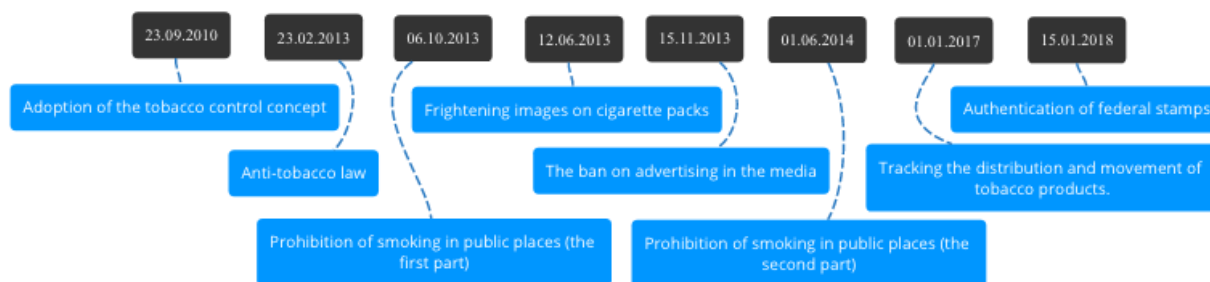 23.09.2010
23.02.2013
06.10.2013
12.06.2013
15.11.2013
01.06.2014
01.01.2017
15.01.2018
Adoption of the tobacco control concept
Frightening images on cigarette packs
Authentication of federal stamps
Anti-tobacco law
The ban on advertising in the media
Tracking the distribution and movement of
tobacco products.
Prohibition of smoking in public places (the
first part)
Prohibition of smoking in public places (the
second part)